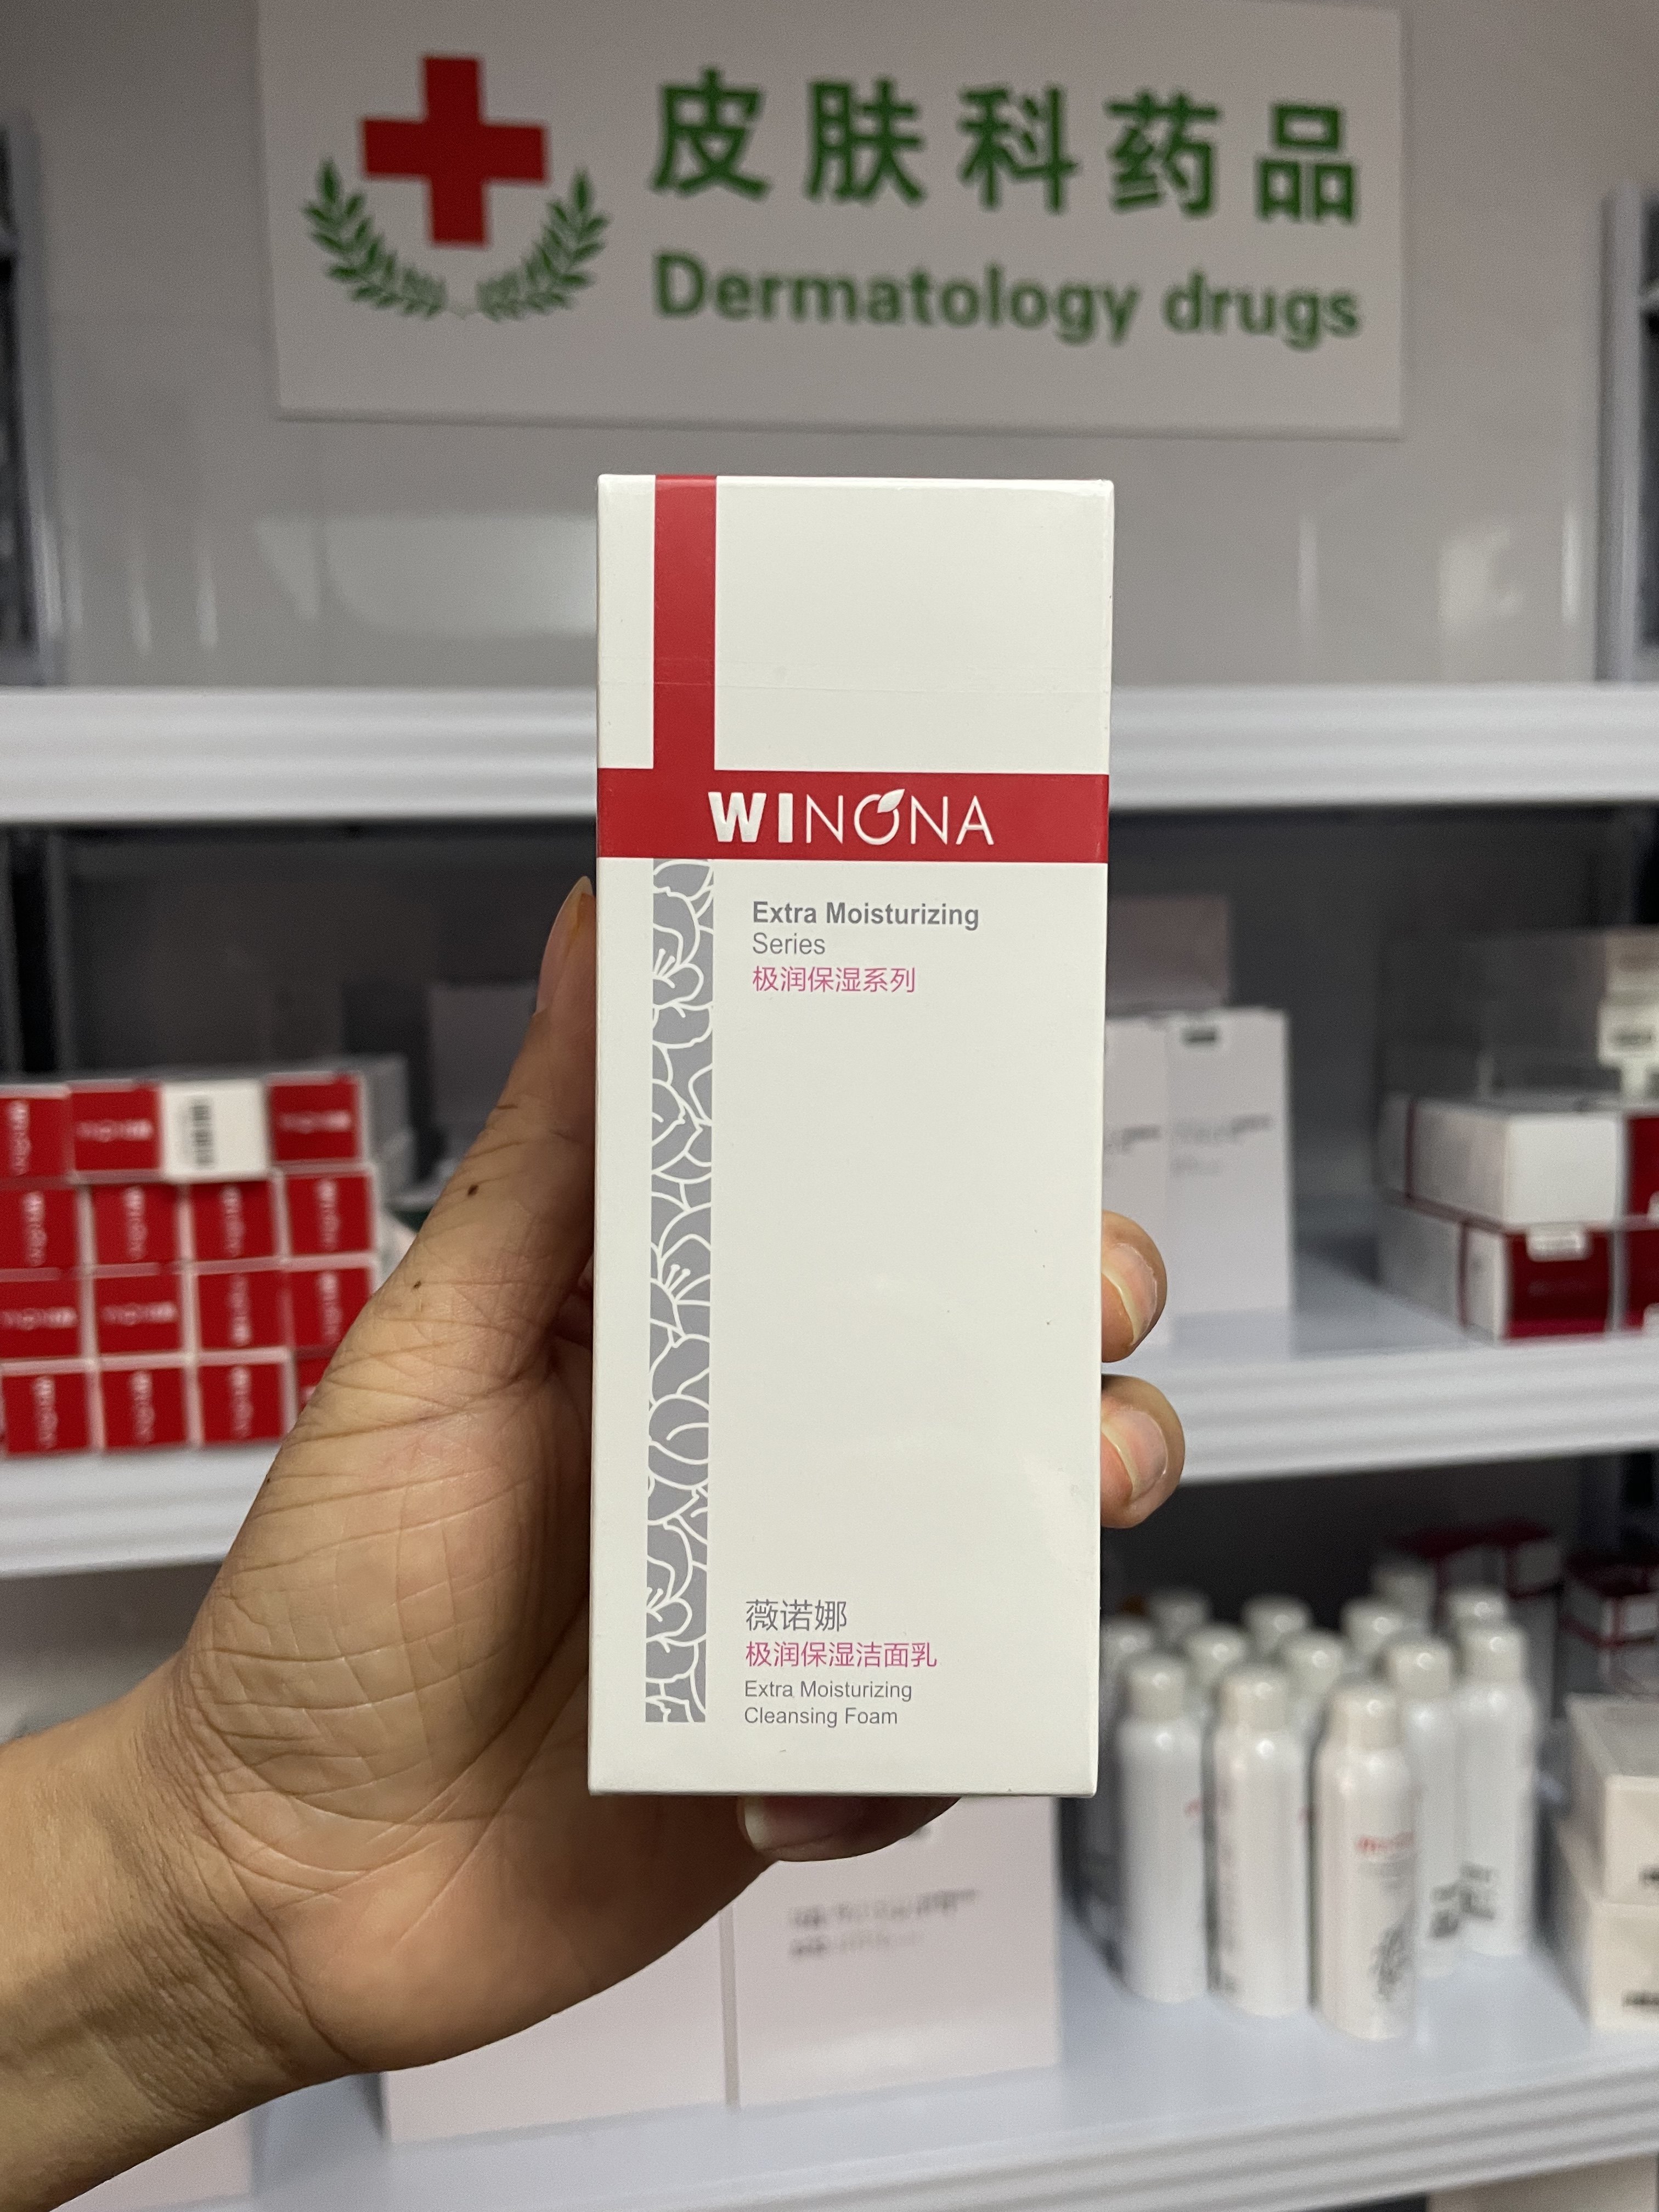 皮肤科药品
Dermatology drugs
WINONA
Extra Moisturizing
Series
极润保湿系列
薇诺娜
极润保湿洁面乳
Extra Moisturizing
Cleansing Foam